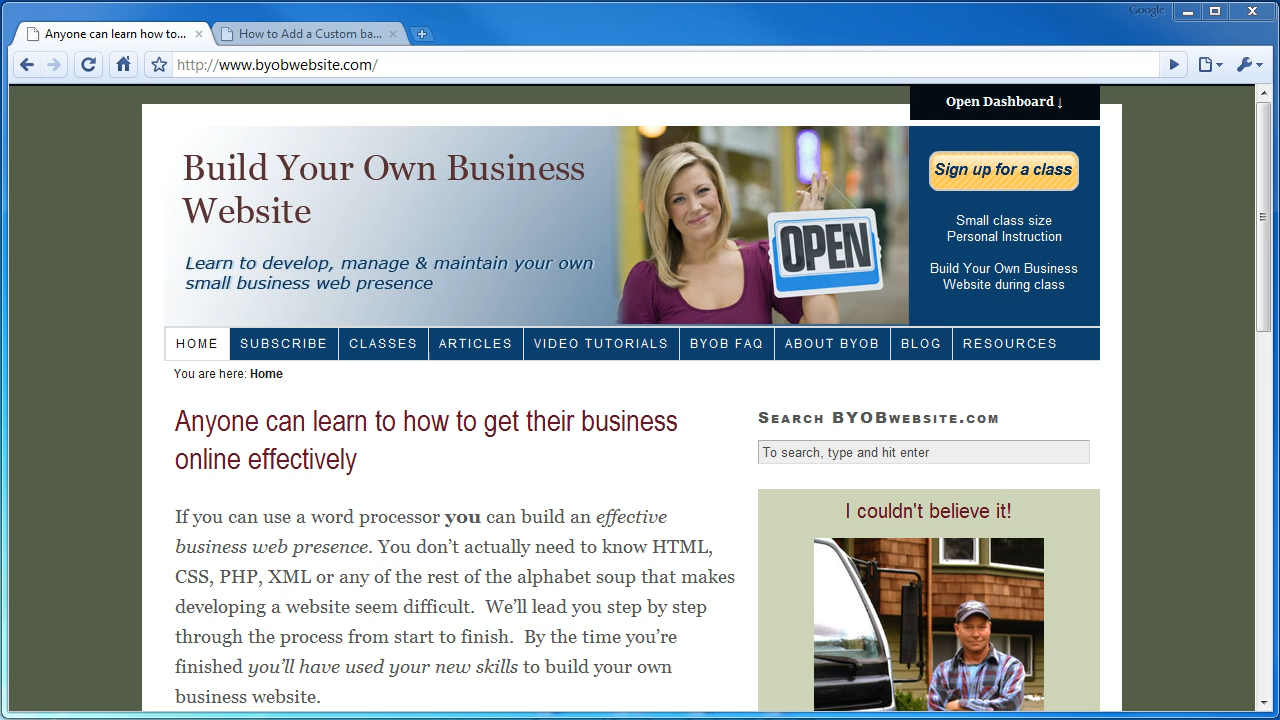 Google
Anyone can learn how to...
How to Add a Custom ba...
http://www.byobwebsite.com/
Open Dashboard ↓
Build Your Own Business
Website
Learn to develop, manage & maintain your own
small business web presence
OPEN
Sign up for a class
Small class size
Personal Instruction
Build Your Own Business
Website during class
HOME SUBSCRIBE CLASSES ARTICLES VIDEO TUTORIALS BYOB FAQ ABOUT BYOB BLOG RESOURCES
You are here: Home
Anyone can learn to how to get their business
online effectively
If you can use a word processor you can build an effective
business web presence. You don't actually need to know HTML,
CSS, PHP, XML or any of the rest of the alphabet soup that makes
developing a website seem difficult. We'll lead you step by step
through the process from start to finish. By the time you're
finished you'll have used your new skills to build your own
business website.
Search BYOBwebsite.com
To search, type and hit enter
I couldn't believe it!